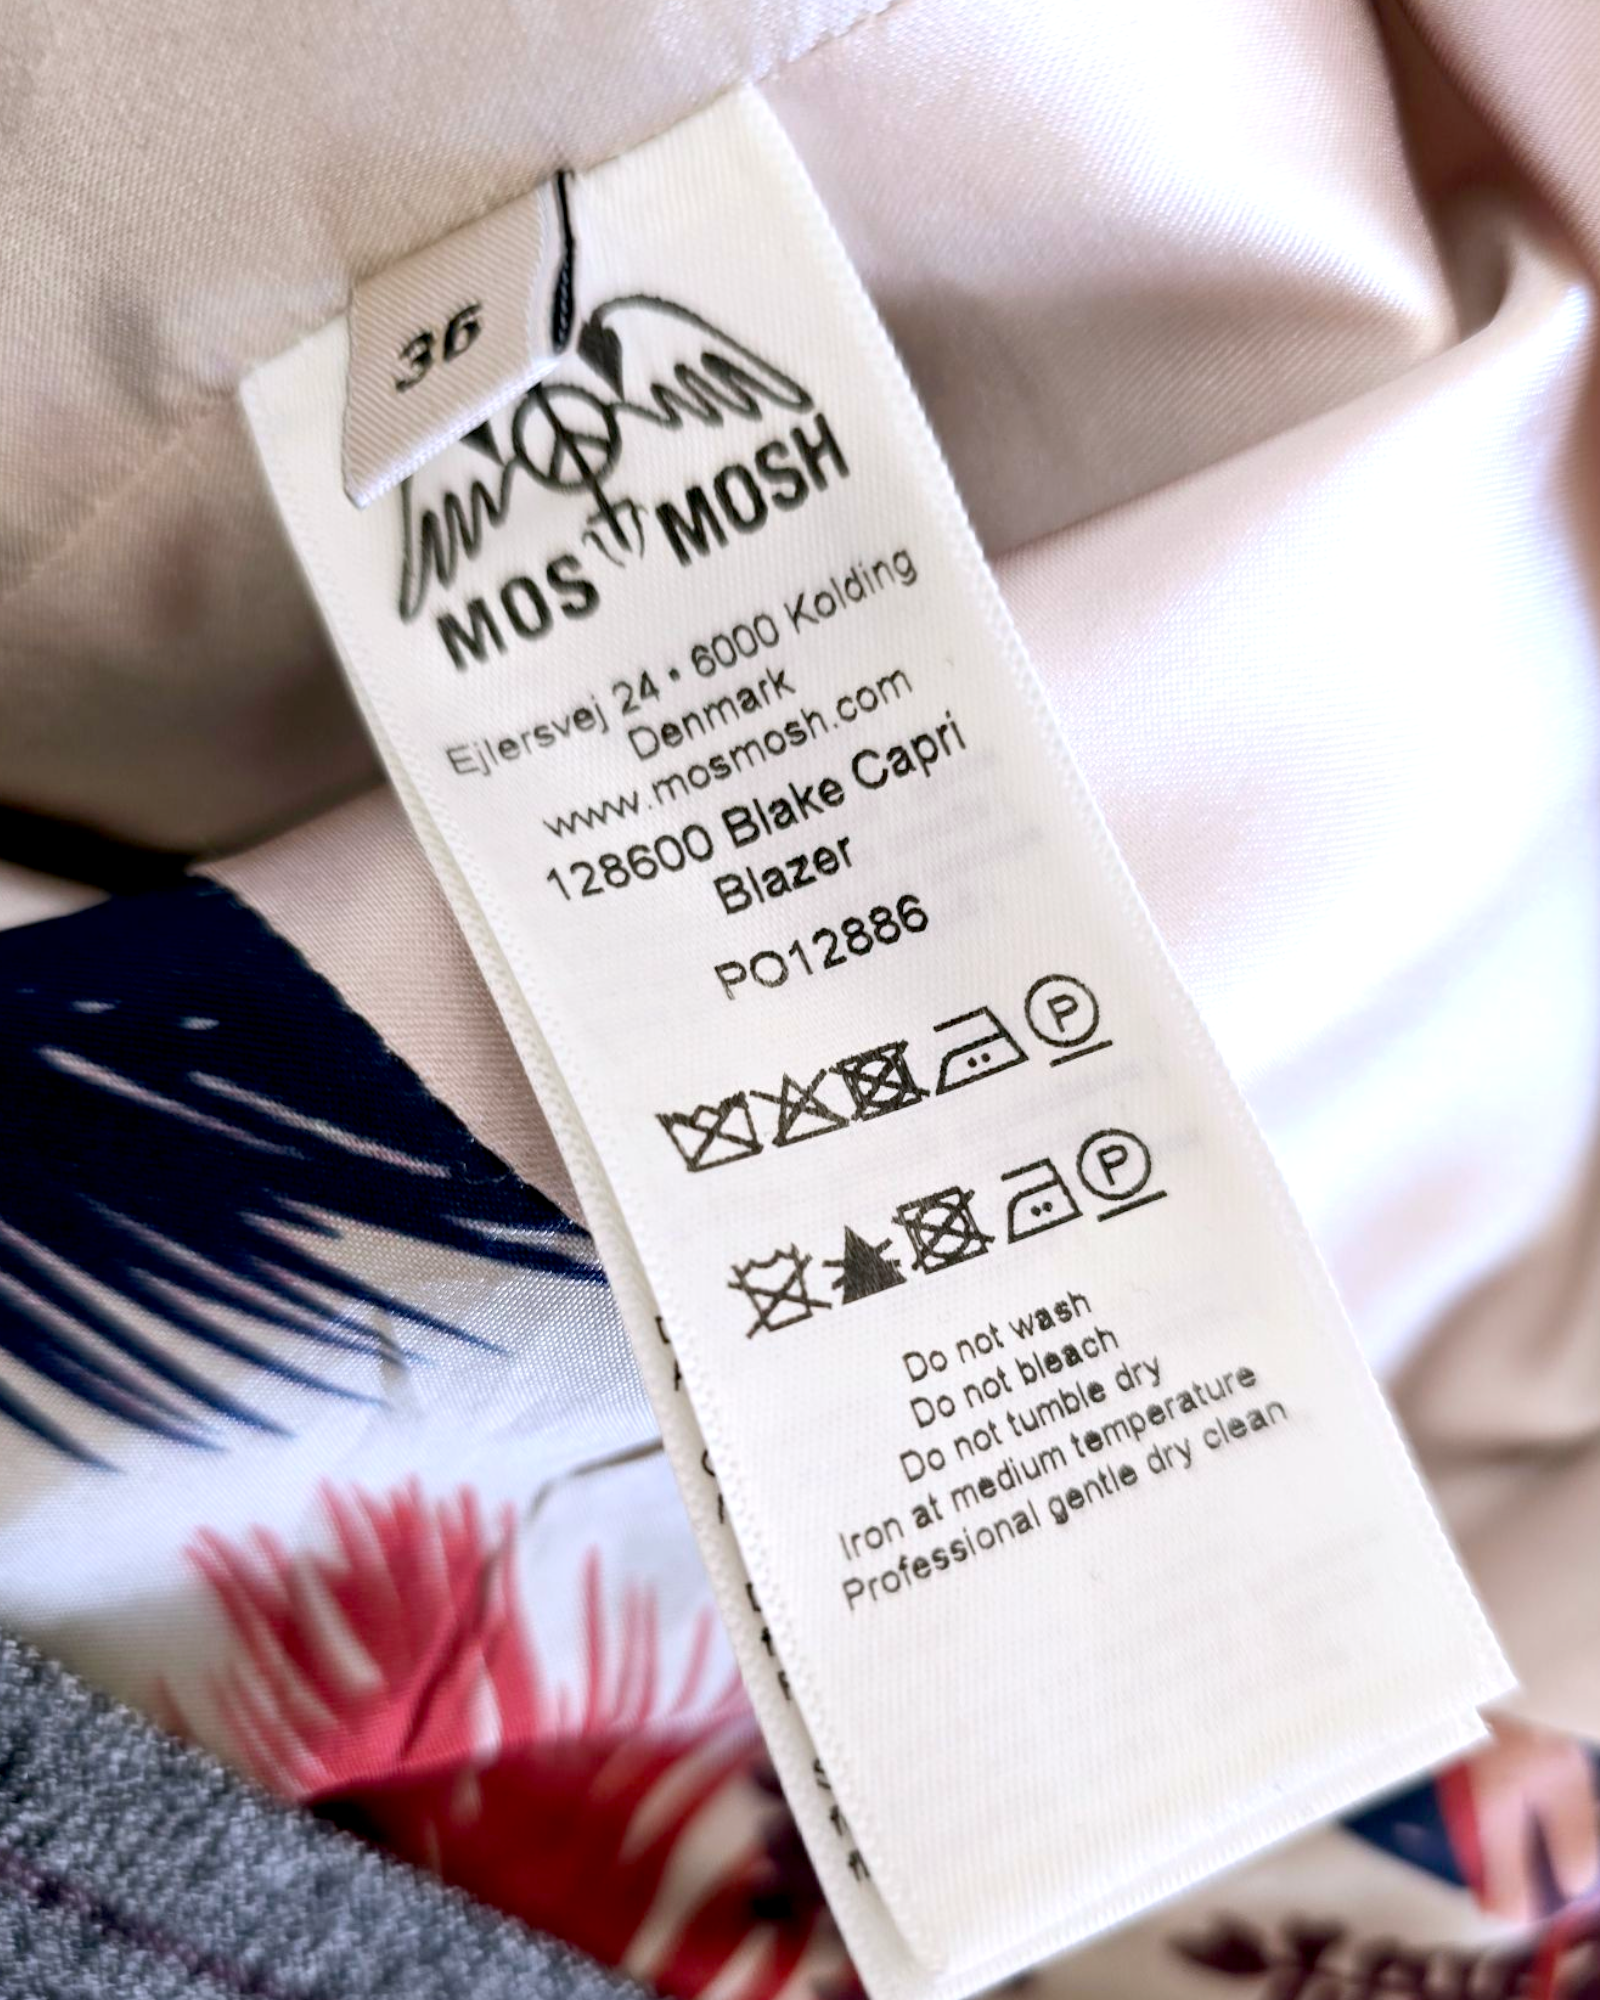 36
MOS MOSH
Ejlersvej 24 • 6000 Kolding
Denmark
www.mosmosh.com
128600 Blake Capri
Blazer
PO12886
P
P
Do not wash
Do not bleach
Do not tumble dry
Iron at medium temperature
Professional gentle dry clean